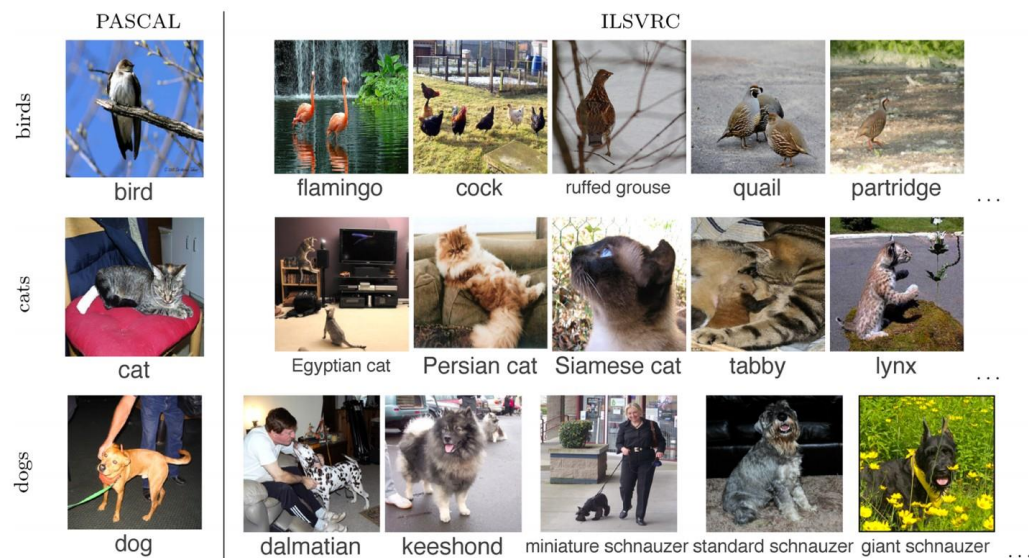 PASCAL
ILSVRC
birds
bird
flamingo
cock
ruffed grouse
quail
partridge
...
cats
cat
Egyptian cat
Persian cat
Siamese cat
tabby
lynx
...
dogs
dog
dalmatian
keeshond
miniature schnauzer
standard schnauzer
giant schnauzer
...